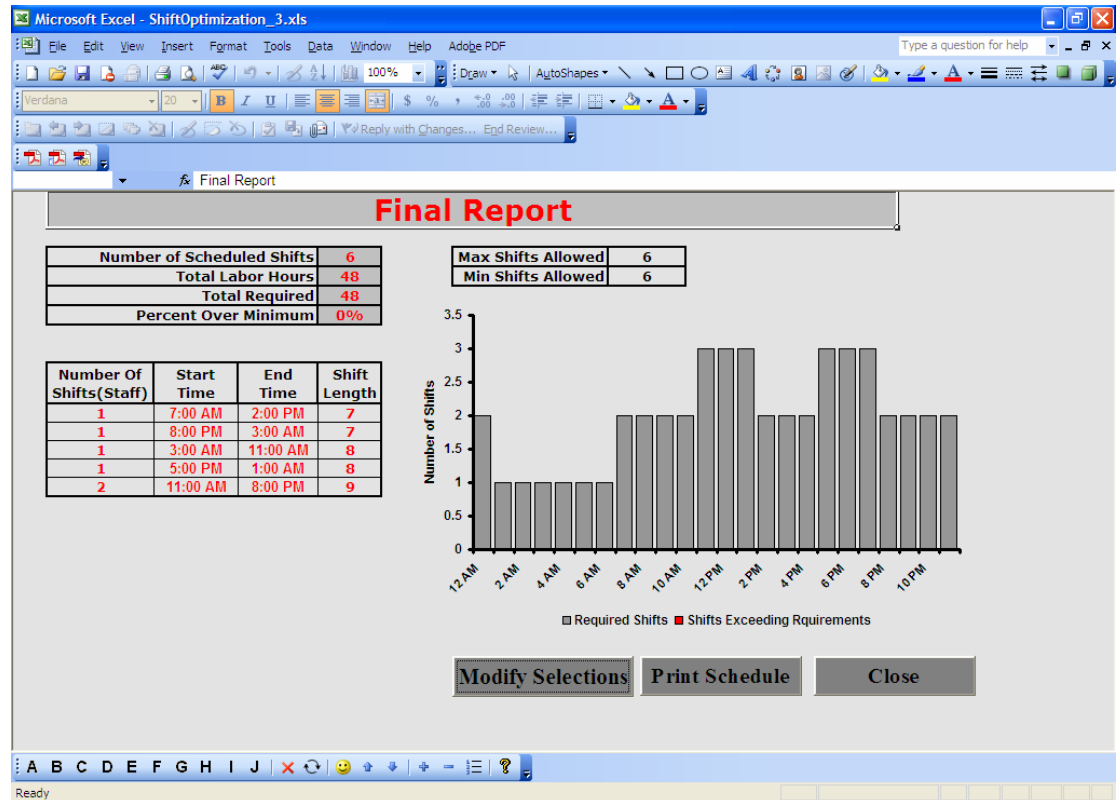 Microsoft Excel - ShiftOptimization_3.xls
File Edit View Insert Format Tools Data Window Help Adobe PDF Type a question for help
100% Draw AutoShapes
Verdana 20 B I U $ % ,
Reply with Changes... End Review...
fx Final Report
Final Report
Number of Scheduled Shifts 6
Total Labor Hours 48
Total Required 48
Percent Over Minimum 0%
Max Shifts Allowed 6
Min Shifts Allowed 6
Number Of Shifts(Staff) Start Time End Time Shift Length
1 7:00 AM 2:00 PM 7
1 8:00 PM 3:00 AM 7
1 3:00 AM 11:00 AM 8
1 5:00 PM 1:00 AM 8
2 11:00 AM 8:00 PM 9
Number of Shifts
3.5
3
2.5
2
1.5
1
0.5
0
12 AM 2 AM 4 AM 6 AM 8 AM 10 AM 12 PM 2 PM 4 PM 6 PM 8 PM 10 PM
Required Shifts Shifts Exceeding Rquirements
Modify Selections Print Schedule Close
A B C D E F G H I J
Ready